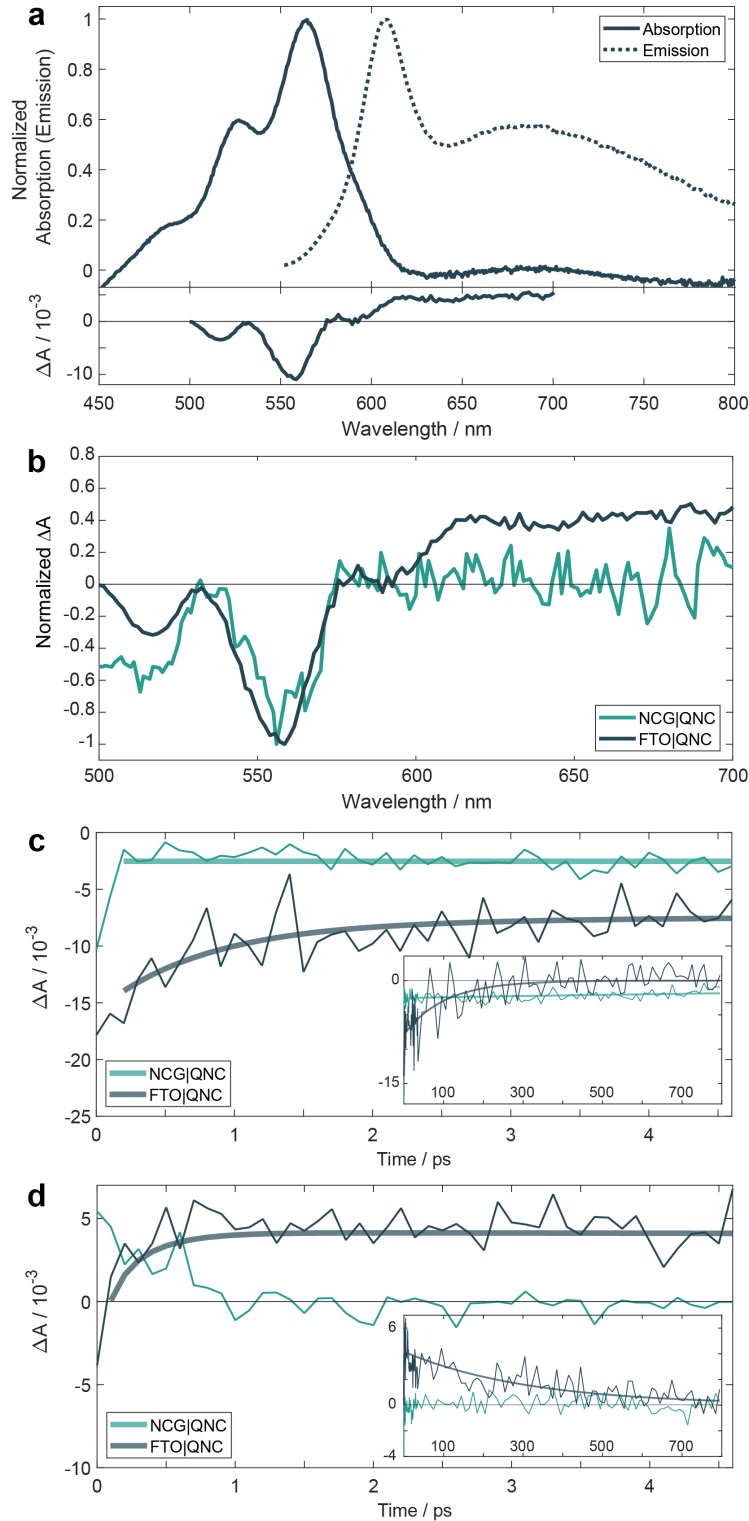 a
Absorption
Emission
Normalized
Absorption (Emission)
1
0.8
0.6
0.4
0.2
0
ΔA / 10⁻³
0
-10
450 500 550 600 650 700 750 800
Wavelength / nm
b
Normalized ΔA
0.8
0.6
0.4
0.2
0
-0.2
-0.4
-0.6
-0.8
-1
NCG|QNC
FTO|QNC
500 550 600 650 700
Wavelength / nm
c
ΔA / 10⁻³
0
-5
-10
-15
-20
-25
NCG|QNC
FTO|QNC
0
-15
100 300 500 700
0 1 2 3 4
Time / ps
d
ΔA / 10⁻³
5
0
5
-10
NCG|QNC
FTO|QNC
6
0
-4
100 300 500 700
0 1 2 3 4
Time / ps